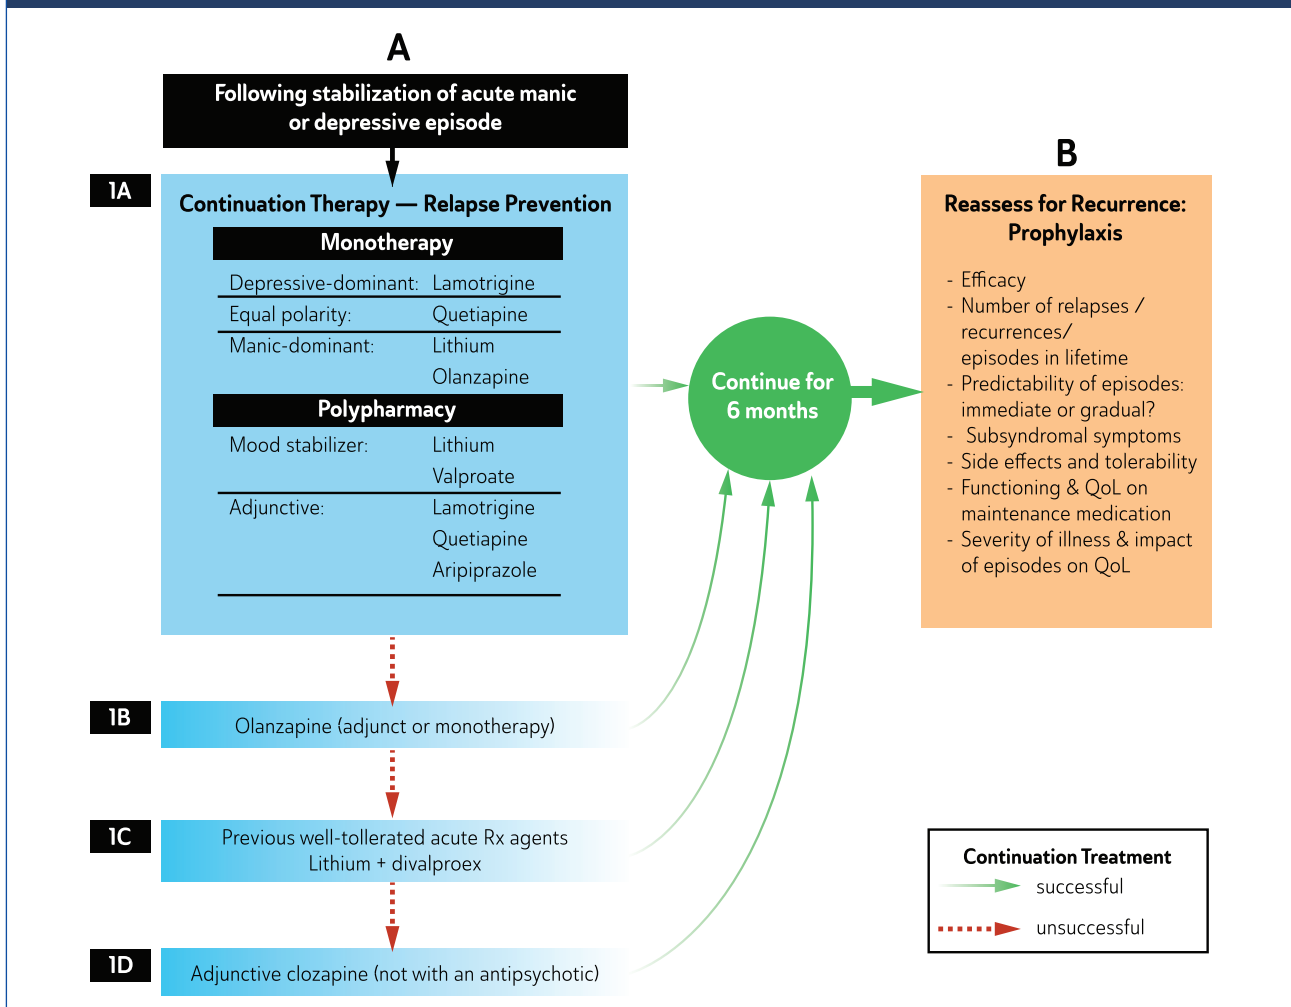 A
Following stabilization of acute manic
or depressive episode
1A
Continuation Therapy — Relapse Prevention
Monotherapy
Depressive-dominant: Lamotrigine
Equal polarity: Quetiapine
Manic-dominant: Lithium
Olanzapine
Polypharmacy
Mood stabilizer: Lithium
Valproate
Adjunctive: Lamotrigine
Quetiapine
Aripiprazole
1B
Olanzapine (adjunct or monotherapy)
1C
Previous well-tollerated acute Rx agents
Lithium + divalproex
1D
Adjunctive clozapine (not with an antipsychotic)
Continue for
6 months
B
Reassess for Recurrence:
Prophylaxis
- Efficacy
- Number of relapses /
recurrences/
episodes in lifetime
- Predictability of episodes:
immediate or gradual?
- Subsyndromal symptoms
- Side effects and tolerability
- Functioning & QoL on
maintenance medication
- Severity of illness & impact
of episodes on QoL
Continuation Treatment
successful
unsuccessful